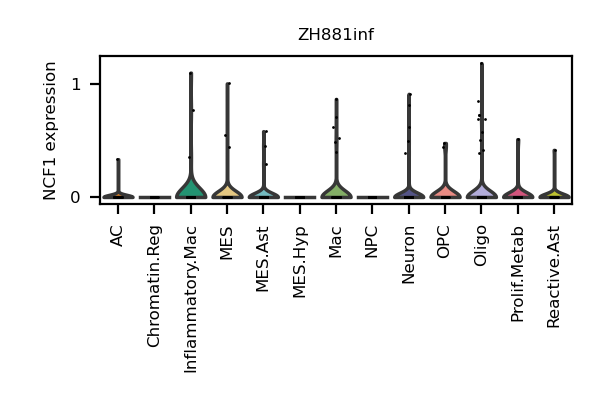 ZH881inf
NCF1 expression
1
0
AC
Chromatin.Reg
Inflammatory.Mac
MES
MES.Ast
MES.Hyp
Mac
NPC
Neuron
OPC
Oligo
Prolif.Metab
Reactive.Ast